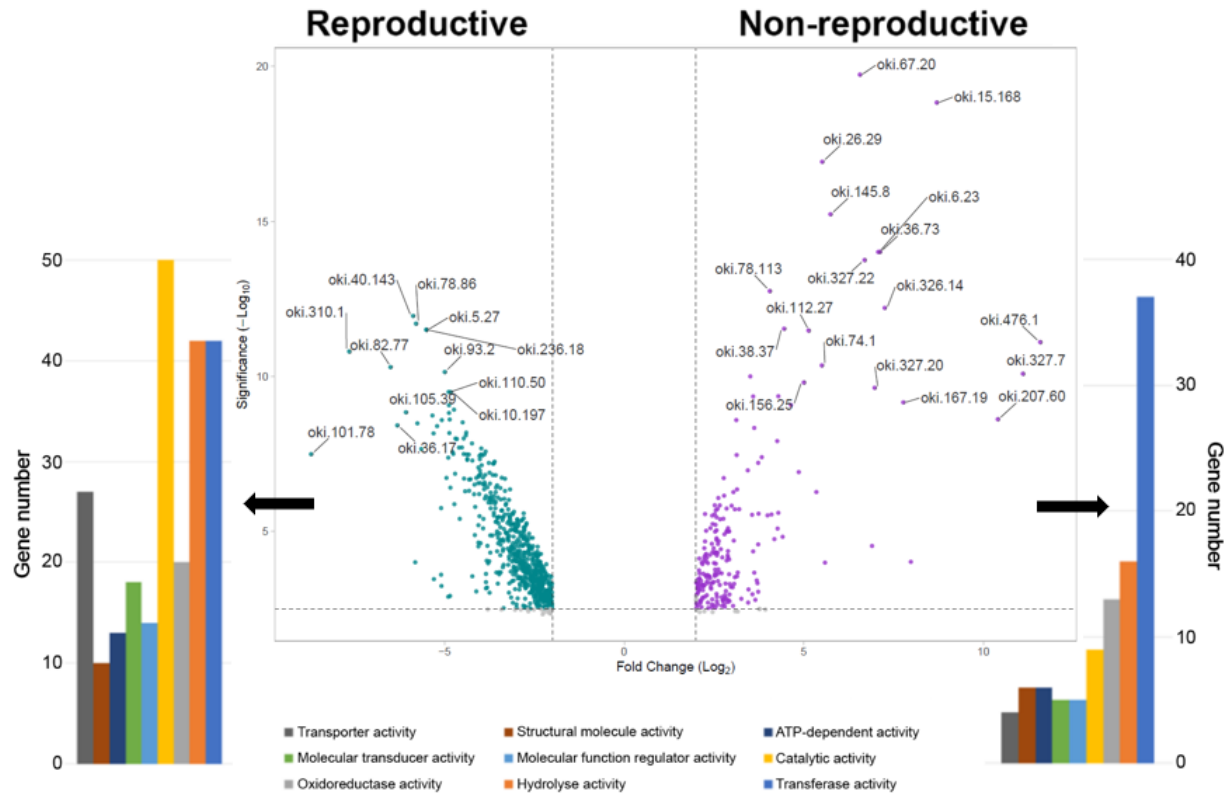 Reproductive
Non-reproductive
20
15
10
5
Significance (−Log10)
oki.67.20
oki.15.168
oki.26.29
oki.145.8
oki.6.23
oki.36.73
oki.78.113
oki.327.22
oki.326.14
oki.112.27
oki.476.1
oki.38.37
oki.74.1
oki.327.7
oki.327.20
oki.156.25
oki.167.19
oki.207.60
oki.40.143
oki.78.86
oki.310.1
oki.5.27
oki.82.77
oki.236.18
oki.93.2
oki.110.50
oki.105.39
oki.10.197
oki.101.78
oki.36.17
−5
0
5
10
Fold Change (Log2)
50
40
30
20
10
0
Gene number
40
30
20
10
0
Gene number
Transporter activity
Structural molecule activity
ATP-dependent activity
Molecular transducer activity
Molecular function regulator activity
Catalytic activity
Oxidoreductase activity
Hydrolyse activity
Transferase activity